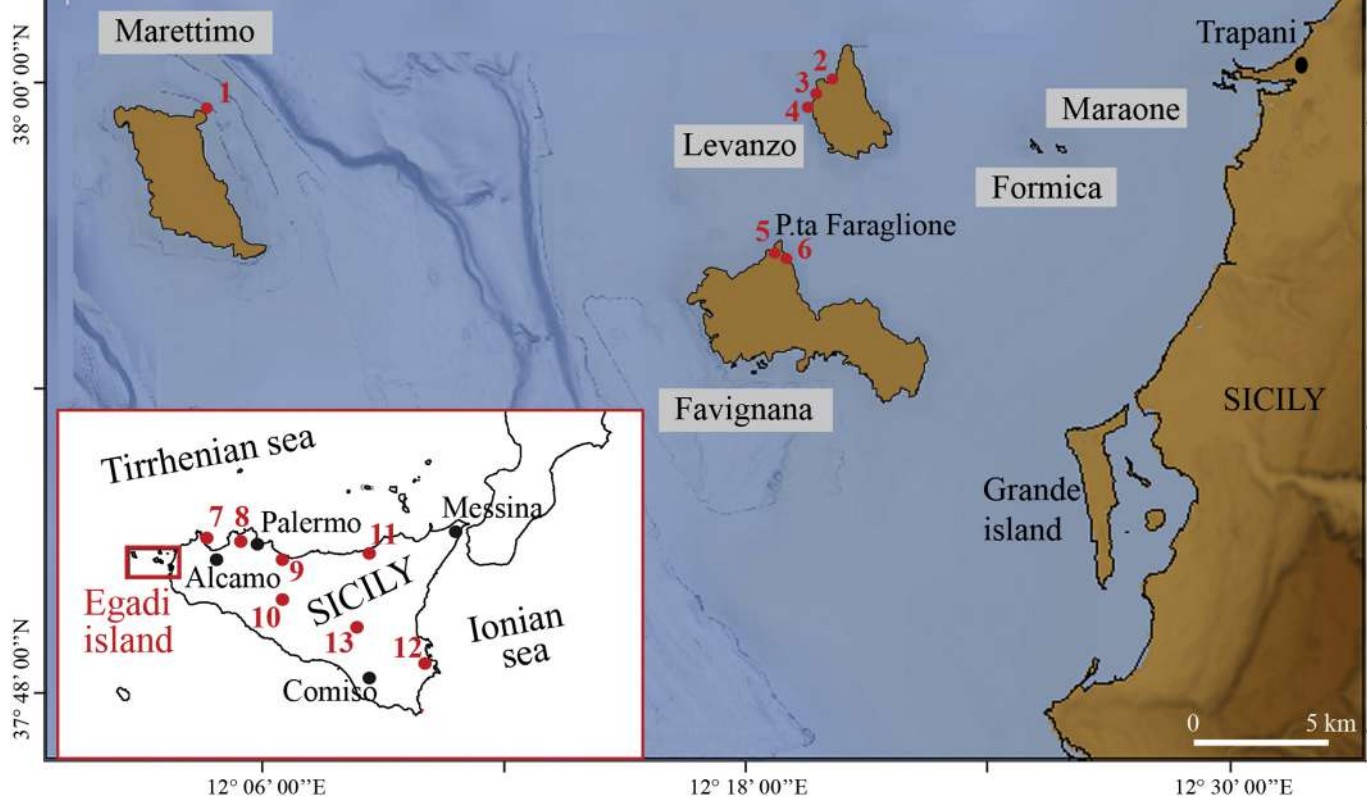 Marettimo
Trapani
38° 00' 00’’N
1
2
3
4
Maraone
Levanzo
Formica
5
P.ta Faraglione
6
Favignana
SICILY
Grande
island
Tirrhenian sea
Messina
7
8
Palermo
11
Alcamo
9
SICILY
Egadi
island
10
Ionian
sea
13
12
Comiso
37° 48' 00’’N
0
5 km
12° 06' 00’’E
12° 18' 00’’E
12° 30' 00’’E